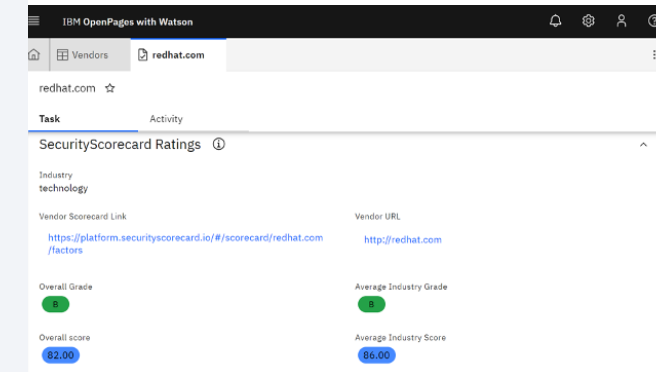 IBM OpenPages with Watson
Vendors
redhat.com
redhat.com
Task
Activity
SecurityScorecard Ratings
Industry
technology
Vendor Scorecard Link
Vendor URL
https://platform.securityscorecard.io/#/scorecard/redhat.com
/factors
http://redhat.com
Overall Grade
Average Industry Grade
B
B
Overall score
Average Industry Score
82.00
86.00